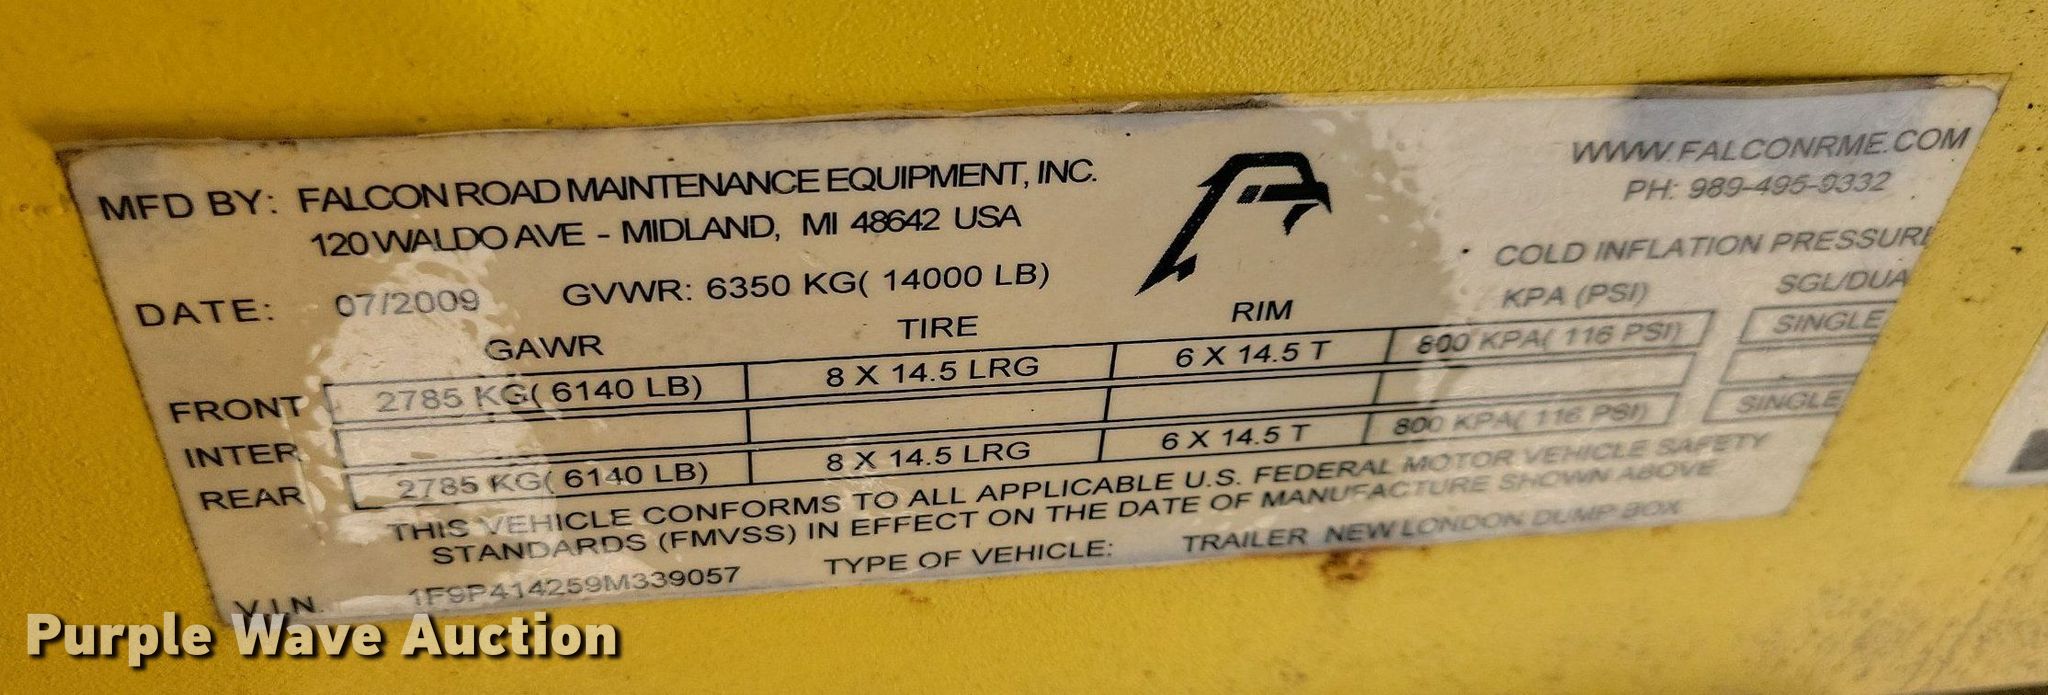 MFD BY: FALCON ROAD MAINTENANCE EQUIPMENT, INC.
120 WALDO AVE - MIDLAND, MI 48642 USA
WWW.FALCONRME.COM
PH: 989-495-9332
DATE: 07/2009 GVWR: 6350 KG( 14000 LB)
COLD INFLATION PRESSURE
GAWR TIRE RIM KPA (PSI) SGL/DUA
FRONT 2785 KG( 6140 LB) 8 X 14.5 LRG 6 X 14.5 T 800 KPA( 116 PSI) SINGLE
INTER
REAR 2785 KG( 6140 LB) 8 X 14.5 LRG 6 X 14.5 T 800 KPA( 116 PSI) SINGLE
THIS VEHICLE CONFORMS TO ALL APPLICABLE U.S. FEDERAL MOTOR VEHICLE SAFETY
STANDARDS (FMVSS) IN EFFECT ON THE DATE OF MANUFACTURE SHOWN ABOVE
V.I.N. 1F9P414259M339057 TYPE OF VEHICLE: TRAILER NEW LONDON DUMP BOX
Purple Wave Auction